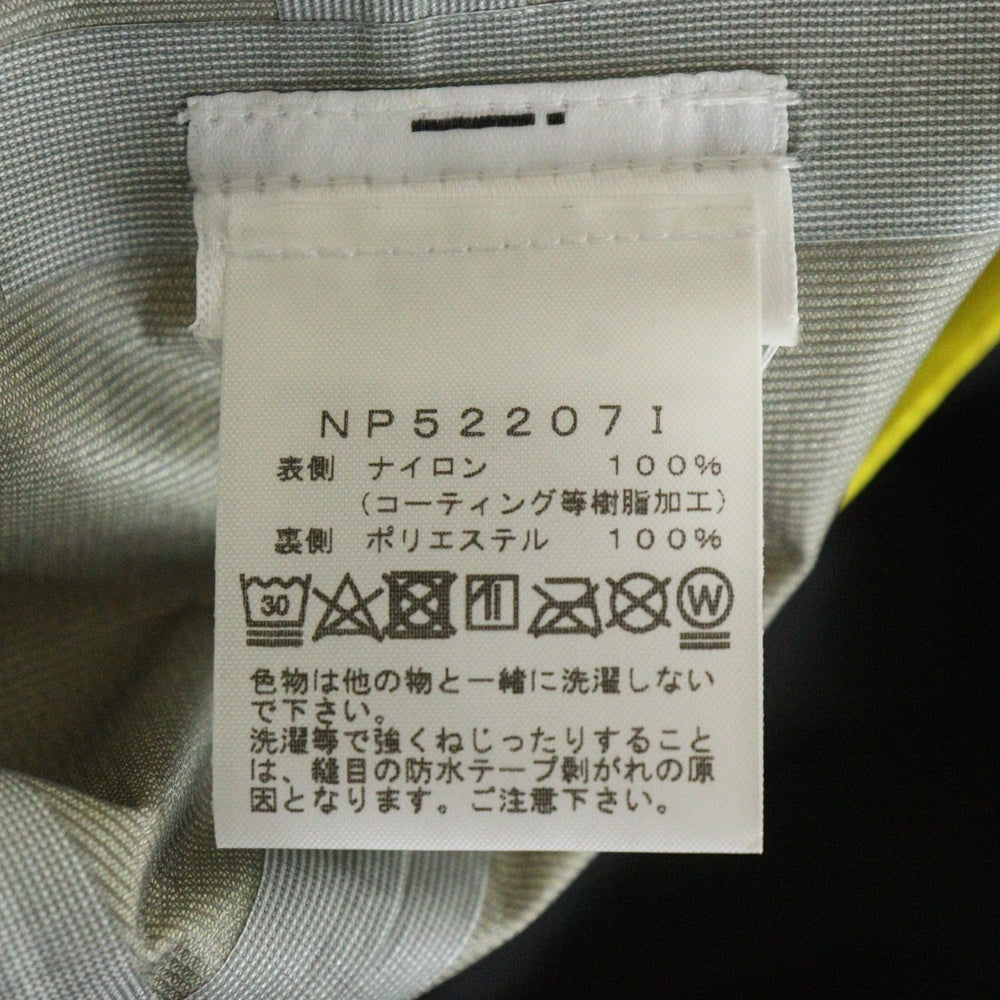 NP52207I
表側 ナイロン 100%
(コーティング等樹脂加工)
裏側 ポリエステル 100%
30 W
色物は他の物と一緒に洗濯しない
で下さい。
洗濯等で強くねじったりすること
は、縫目の防水テープ剥がれの原
因となります。ご注意下さい。